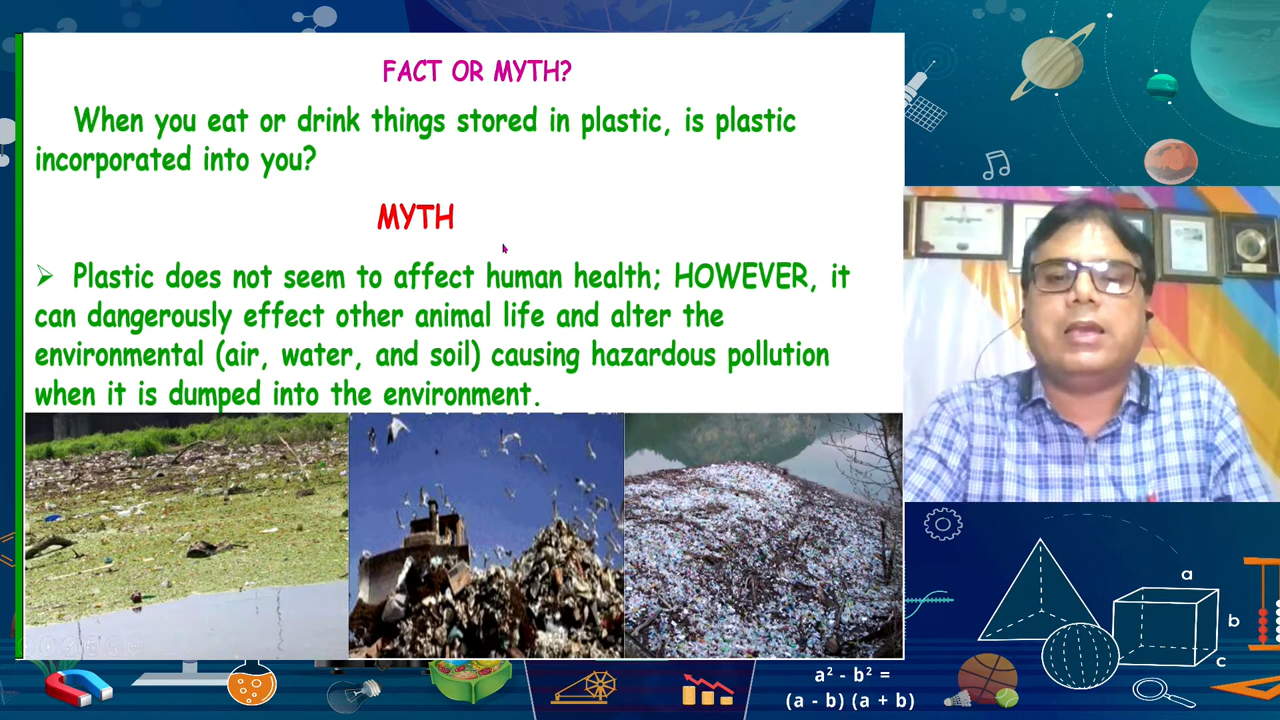 FACT OR MYTH?
When you eat or drink things stored in plastic, is plastic
incorporated into you?
MYTH
➢ Plastic does not seem to affect human health; HOWEVER, it
can dangerously effect other animal life and alter the
environmental (air, water, and soil) causing hazardous pollution
when it is dumped into the environment.
a
b
c
a² - b² =
(a - b) (a + b)